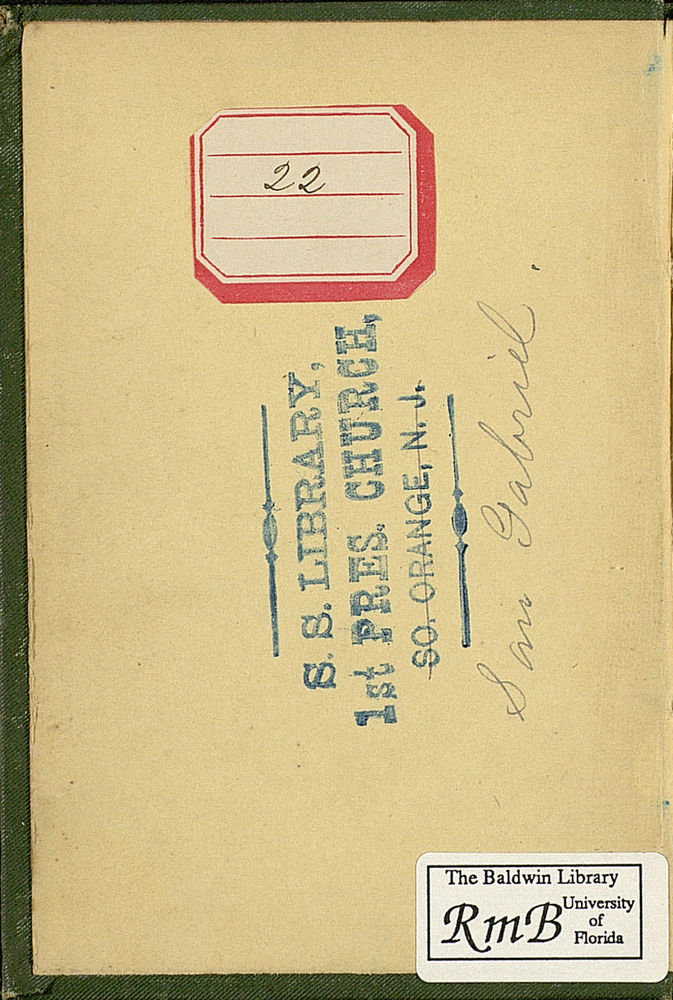 22
S. S. LIBRARY,
1st PRES. CHURCH,
SO. ORANGE, N. J.
San Gabriel.
The Baldwin Library
RmB University
of
Florida